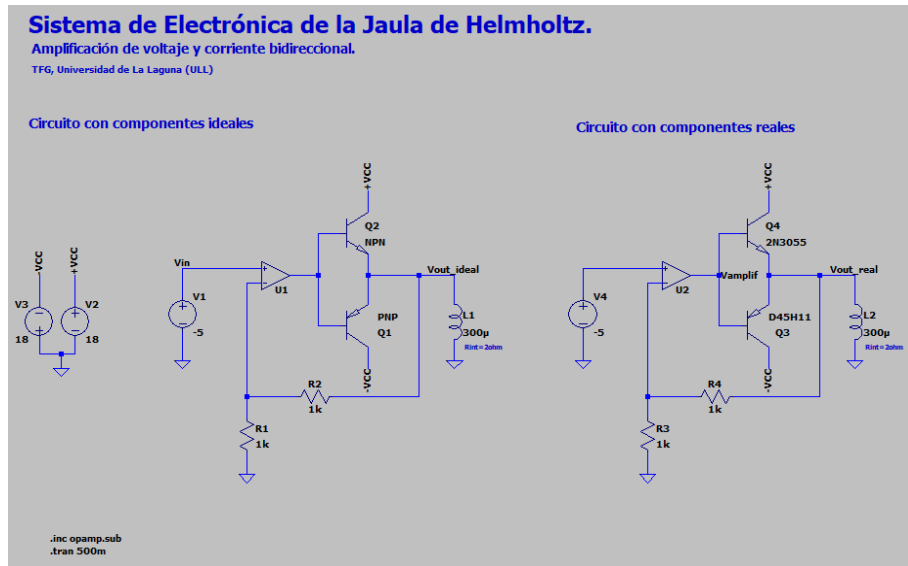 Sistema de Electrónica de la Jaula de Helmholtz.
Amplificación de voltaje y corriente bidireccional.
TFG, Universidad de La Laguna (ULL)
Circuito con componentes ideales
Circuito con componentes reales
-VCC
+VCC
V3
18
V2
18
Vin
V1
-5
U1
+VCC
Q2
NPN
PNP
Q1
-VCC
Vout_ideal
L1
300µ
Rint=2ohm
R2
1k
R1
1k
V4
-5
U2
Vamplif
+VCC
Q4
2N3055
D45H11
Q3
-VCC
Vout_real
L2
300µ
Rint=2ohm
R4
1k
R3
1k
.inc opamp.sub
.tran 500m